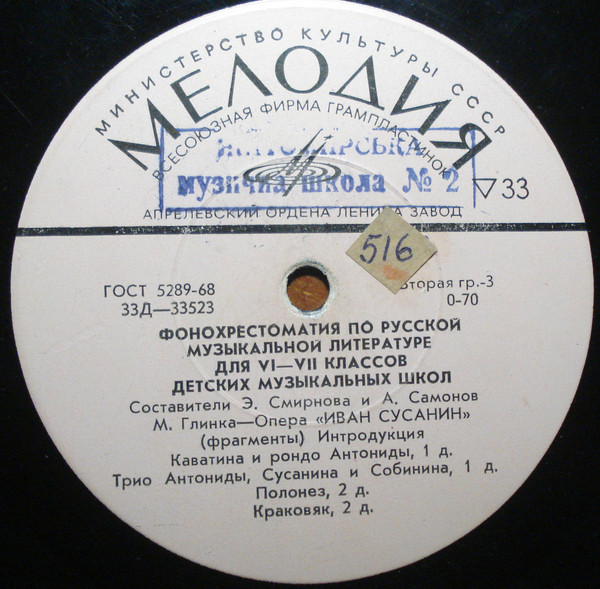 МИНИСТЕРСТВО КУЛЬТУРЫ СССР
МЕЛОДИЯ
ВСЕСОЮЗНАЯ ФИРМА ГРАМПЛАСТИНОК
ЖИТОМИРСЬКА
музична школа № 2
33
АПРЕЛЕВСКИЙ ОРДЕНА ЛЕНИНА ЗАВОД
516
ГОСТ 5289-68
Вторая гр.-3
33Д—33523
0-70
ФОНОХРЕСТОМАТИЯ ПО РУССКОЙ
МУЗЫКАЛЬНОЙ ЛИТЕРАТУРЕ
ДЛЯ VI—VII КЛАССОВ
ДЕТСКИХ МУЗЫКАЛЬНЫХ ШКОЛ
Составители Э. Смирнова и А. Самонов
М. Глинка—Опера «ИВАН СУСАНИН»
(фрагменты) Интродукция
Каватина и рондо Антониды, 1 д.
Трио Антониды, Сусанина и Собинина, 1 д.
Полонез, 2 д.
Краковяк, 2 д.